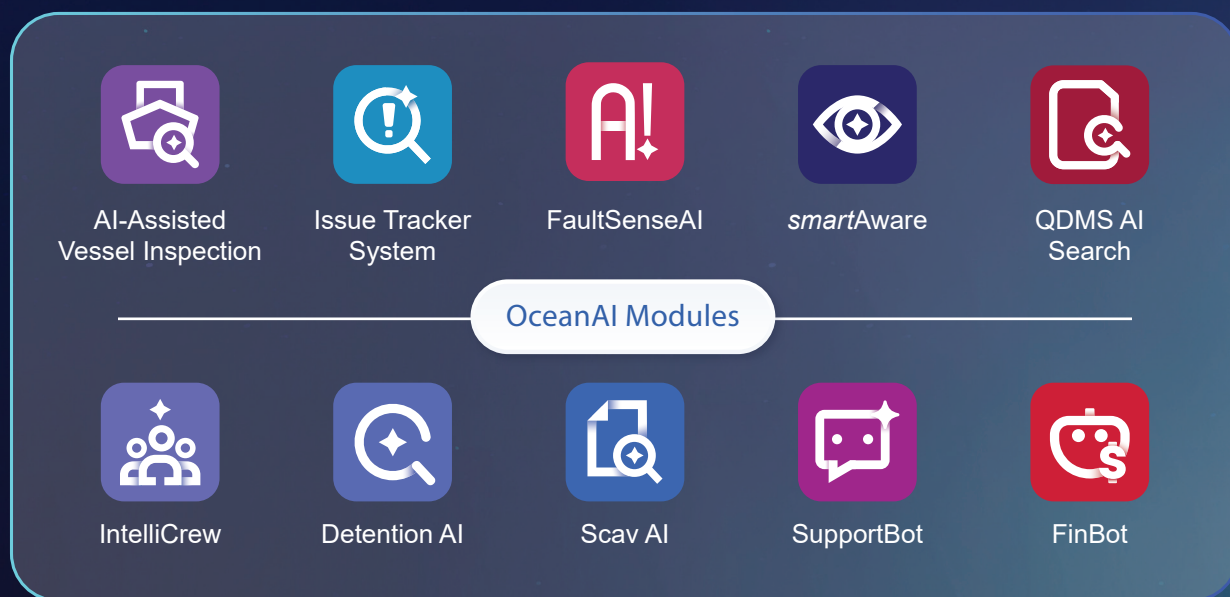 AI-Assisted
Vessel Inspection
Issue Tracker
System
FaultSenseAI
smartAware
QDMS AI
Search
OceanAI Modules
IntelliCrew
Detention AI
Scav AI
SupportBot
FinBot